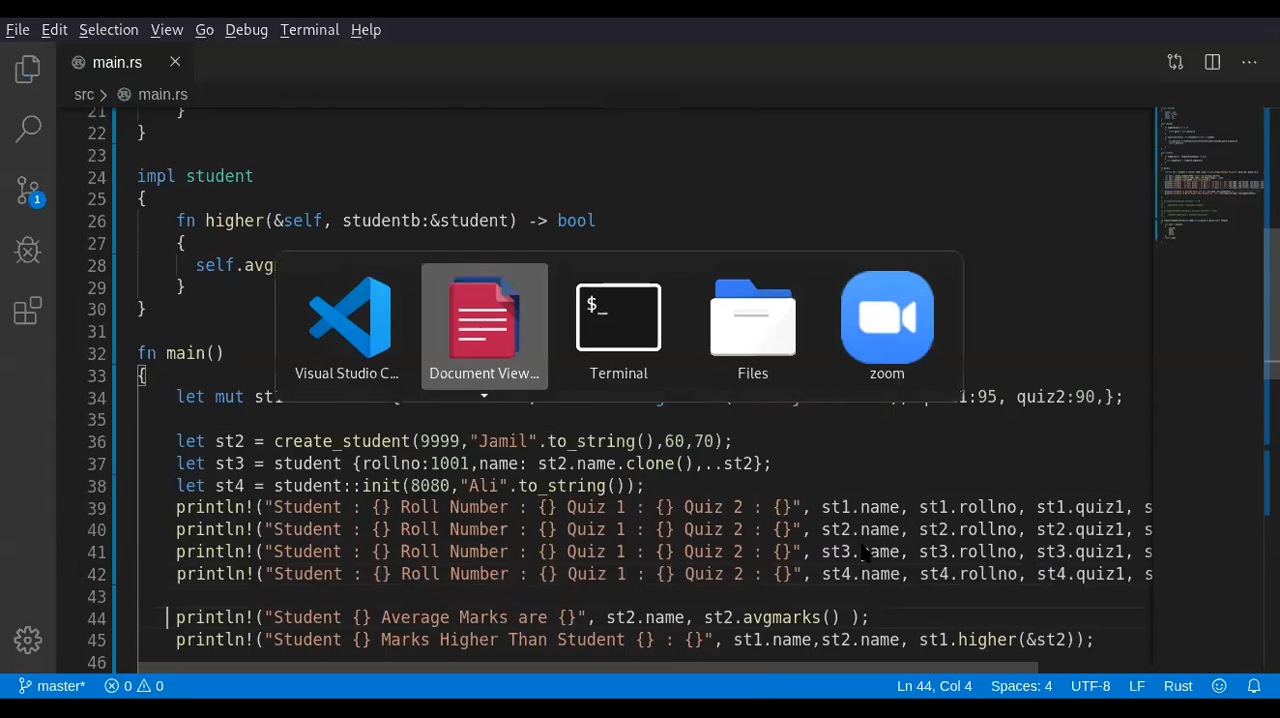 File Edit Selection View Go Debug Terminal Help
main.rs
src > main.rs
21 }
22 }
23
24 impl student
25 {
26 fn higher(&self, studentb:&student) -> bool
27 {
28 self.avg
29 }
30 }
31
32 fn main()
33 {
34 let mut st1 :95, quiz2:90,};
35
36 let st2 = create_student(9999,"Jamil".to_string(),60,70);
37 let st3 = student {rollno:1001,name: st2.name.clone(),..st2};
38 let st4 = student::init(8080,"Ali".to_string());
39 println!("Student : {} Roll Number : {} Quiz 1 : {} Quiz 2 : {}", st1.name, st1.rollno, st1.quiz1, s
40 println!("Student : {} Roll Number : {} Quiz 1 : {} Quiz 2 : {}", st2.name, st2.rollno, st2.quiz1, s
41 println!("Student : {} Roll Number : {} Quiz 1 : {} Quiz 2 : {}", st3.name, st3.rollno, st3.quiz1, s
42 println!("Student : {} Roll Number : {} Quiz 1 : {} Quiz 2 : {}", st4.name, st4.rollno, st4.quiz1, s
43
44 println!("Student {} Average Marks are {}", st2.name, st2.avgmarks() );
45 println!("Student {} Marks Higher Than Student {} : {}", st1.name,st2.name, st1.higher(&st2));
46
$_
Visual Studio C... Document View... Terminal Files zoom
1
master* 0 0 Ln 44, Col 4 Spaces: 4 UTF-8 LF Rust